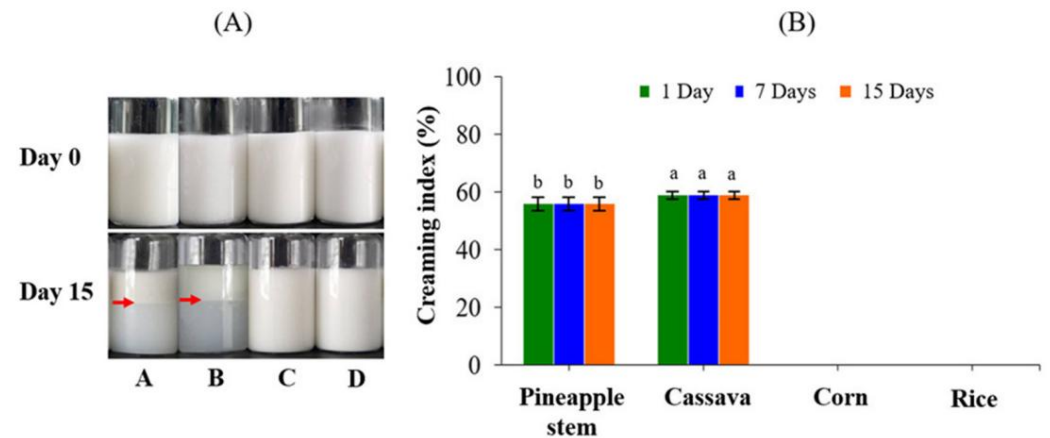 (A)
Day 0
Day 15
A B C D
(B)
Creaming index (%)
100
80
60
40
20
0
1 Day 7 Days 15 Days
b b b a a a
Pineapple stem Cassava Corn Rice